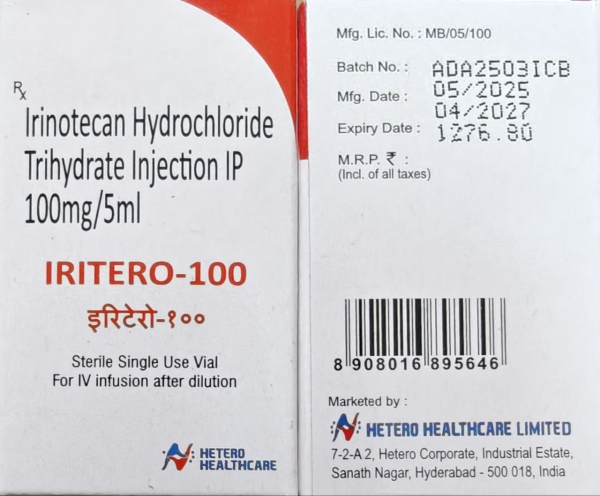 Rx
Irinotecan Hydrochloride
Trihydrate Injection IP
100mg/5ml
IRITERO-100
इरिटेरो-१००
Sterile Single Use Vial
For IV infusion after dilution
HETERO
HEALTHCARE
Mfg. Lic. No. : MB/05/100
Batch No. : ADA2503ICB
Mfg. Date : 05/2025
Expiry Date : 04/2027
M.R.P. ₹ : 1276.80
(Incl. of all taxes)
8 908016 895646
Marketed by :
HETERO HEALTHCARE LIMITED
7-2-A 2, Hetero Corporate, Industrial Estate,
Sanath Nagar, Hyderabad - 500 018, India